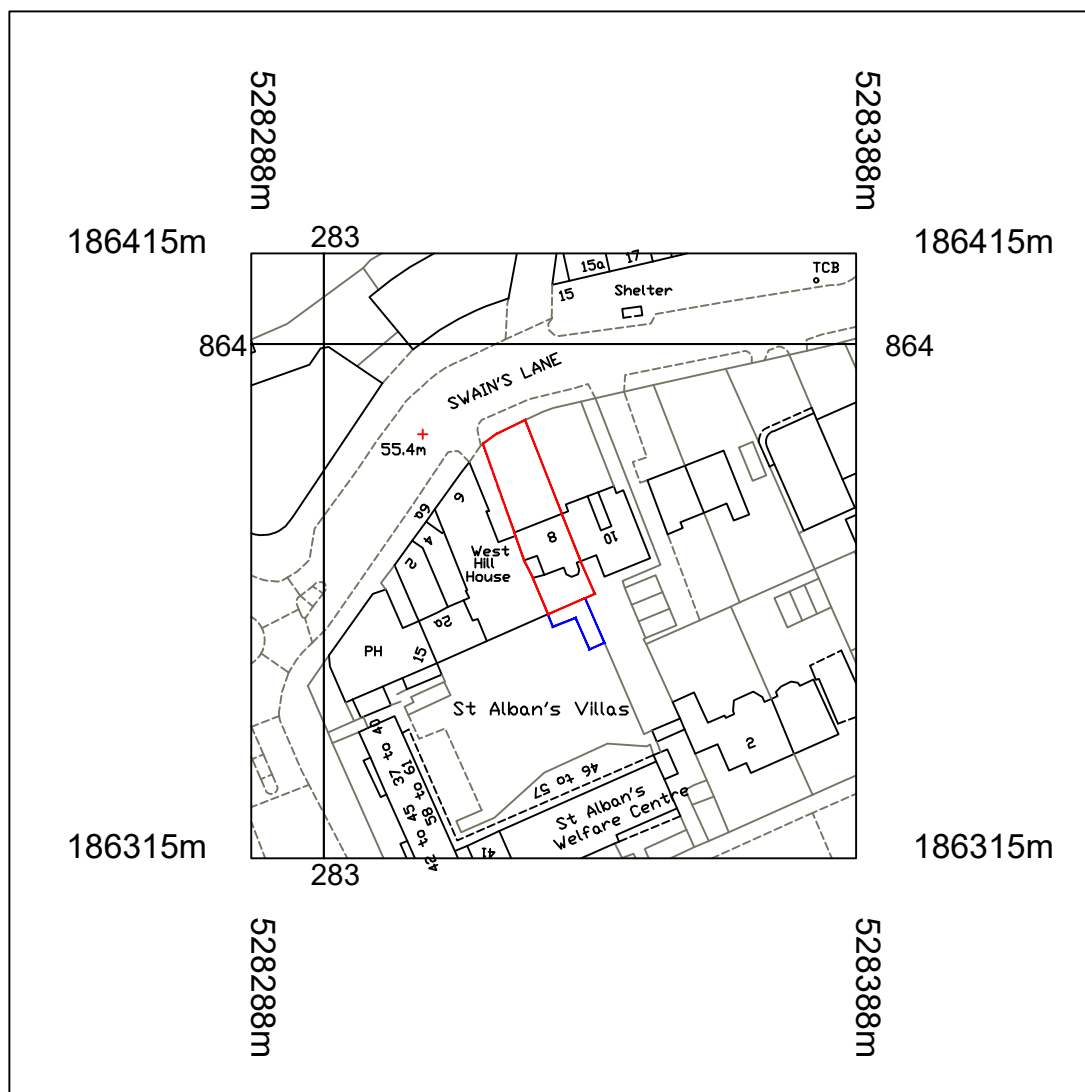 528288m
528388m
186415m
283
186415m
15a
17
TCB
15
Shelter
864
864
SWAIN'S LANE
55.4m
6
6a
4
2
8
10
West
Hill
House
2a
PH
15
St Alban's Villas
2
37 to 40
58 to 61
42 to 45
46 to 57
St Alban's
Welfare Centre
41
186315m
283
186315m
528288m
528388m